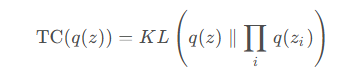 TC(q(z)) = KL ( q(z) ∥ ∏_i q(z_i) )